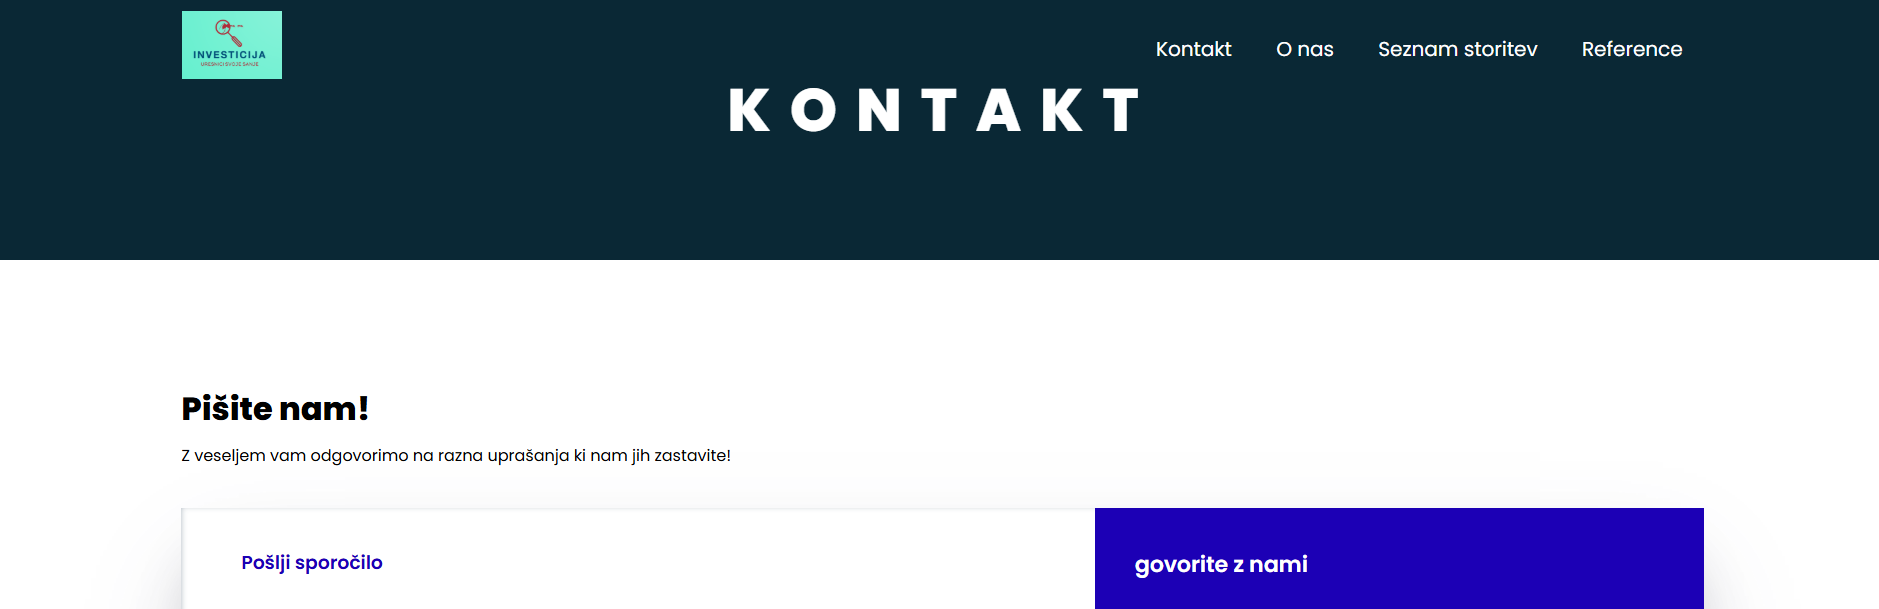 INVESTICIJA
URESNIČI SVOJE SANJE
Kontakt O nas Seznam storitev Reference
KONTAKT
Pišite nam!
Z veseljem vam odgovorimo na razna uprašanja ki nam jih zastavite!
Pošlji sporočilo
govorite z nami